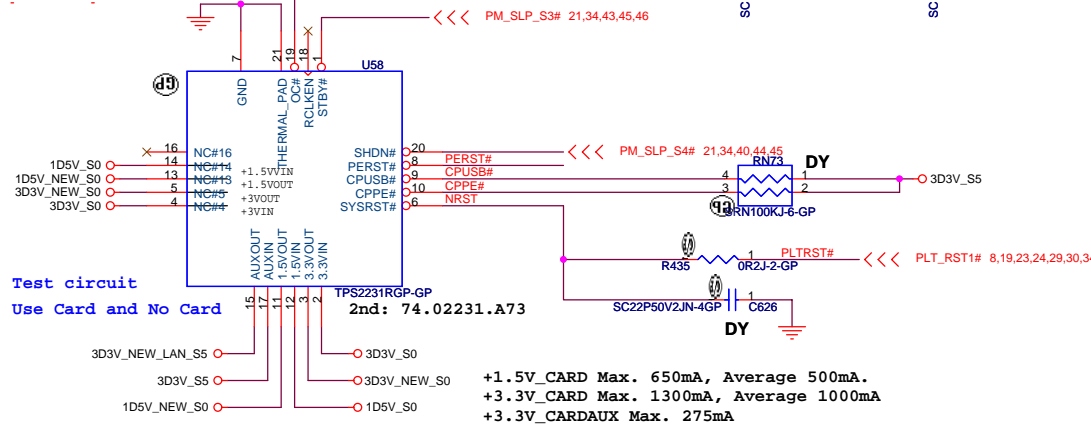 PM_SLP_S3# 21,34,43,45,46
SC
SC
7
21
19
18
1
U58
GP
GND
THERMAL_PAD
OC#
RCLKEN
STBY#
16 NC#16
1D5V_S0 14 NC#14 +1.5VVIN
1D5V_NEW_S0 13 NC#13 +1.5VOUT
3D3V_NEW_S0 5 NC#5 +3VOUT
3D3V_S0 4 NC#4 +3VIN
SHDN# 20 PM_SLP_S4# 21,34,40,44,45
PERST# 8 PERST#
CPUSB# 9 CPUSB#
CPPE# 10 CPPE#
SYSRST# 6 NRST
RN73 DY
4 1
3 2
3D3V_S5
GP
SRN100KJ-6-GP
R435 1 PLTRST#
0R2J-2-GP
PLT_RST1# 8,19,23,24,29,30,34
SC22P50V2JN-4GP 1 C626
DY
AUXOUT
AUXIN
1.5VOUT
1.5VIN
3.3VOUT
3.3VIN
15
17
11
12
3
2
TPS2231RGP-GP
2nd: 74.02231.A73
Test circuit
Use Card and No Card
3D3V_NEW_LAN_S5 3D3V_S0
3D3V_S5 3D3V_NEW_S0
1D5V_NEW_S0 1D5V_S0
+1.5V_CARD Max. 650mA, Average 500mA.
+3.3V_CARD Max. 1300mA, Average 1000mA
+3.3V_CARDAUX Max. 275mA